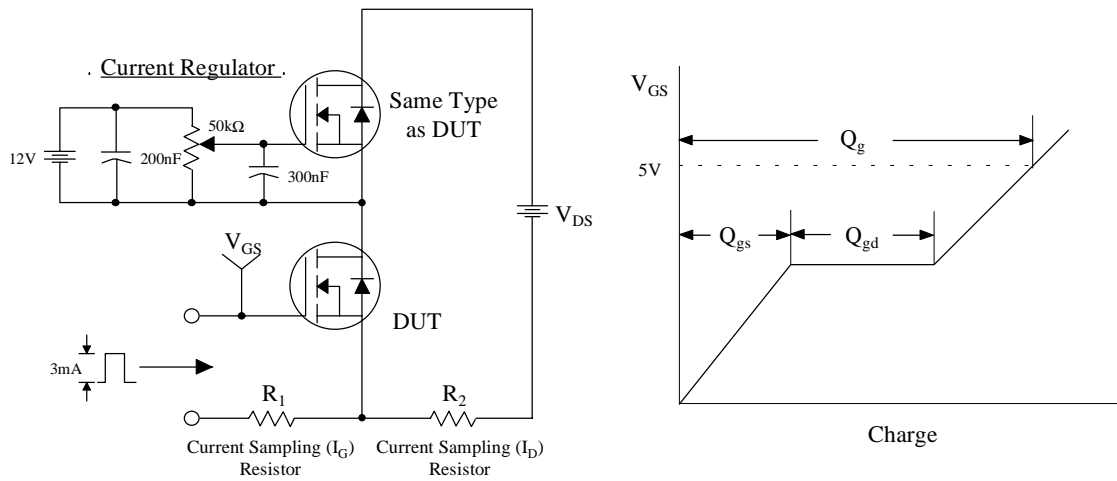 Current Regulator
Same Type
as DUT
50kΩ
12V
200nF
300nF
V_DS
V_GS
DUT
3mA
R_1
R_2
Current Sampling (I_G)
Resistor
Current Sampling (I_D)
Resistor
V_GS
Q_g
5V
Q_gs
Q_gd
Charge